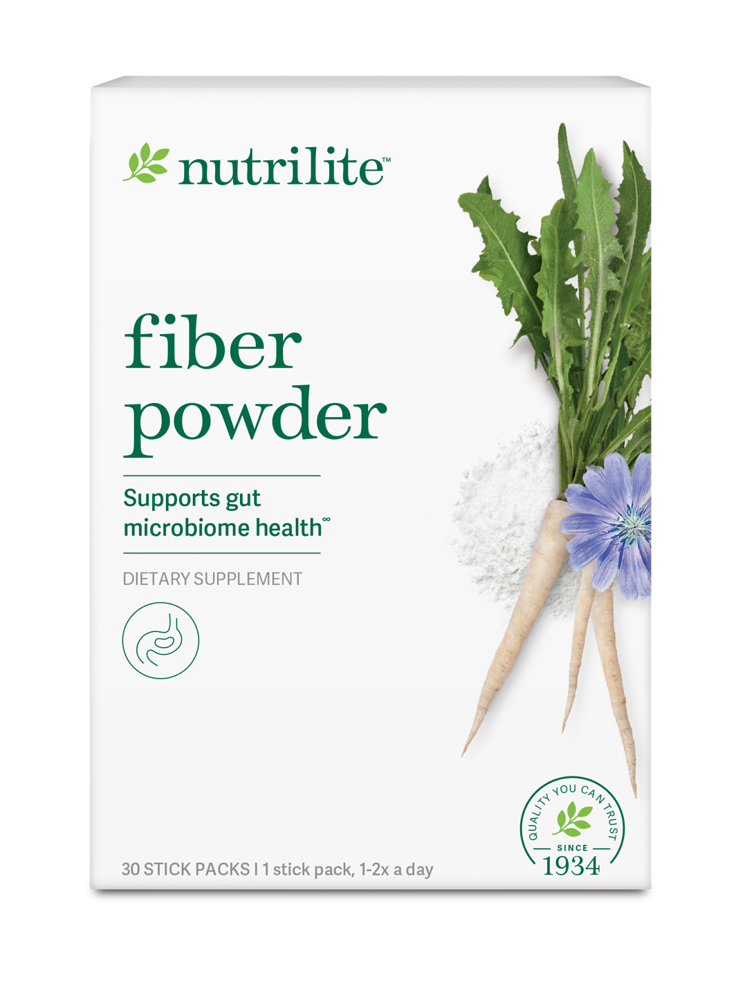 nutrilite™
fiber
powder
Supports gut
microbiome health∞
DIETARY SUPPLEMENT
QUALITY YOU CAN TRUST
SINCE
1934
30 STICK PACKS | 1 stick pack, 1-2x a day